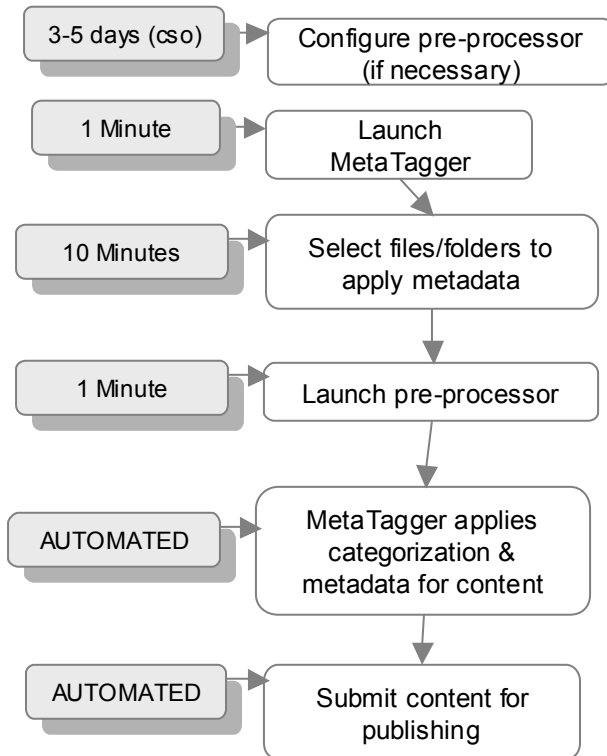 3-5 days (cso)
Configure pre-processor
(if necessary)
1 Minute
Launch
MetaTagger
10 Minutes
Select files/folders to
apply metadata
1 Minute
Launch pre-processor
AUTOMATED
MetaTagger applies
categorization &
metadata for content
AUTOMATED
Submit content for
publishing